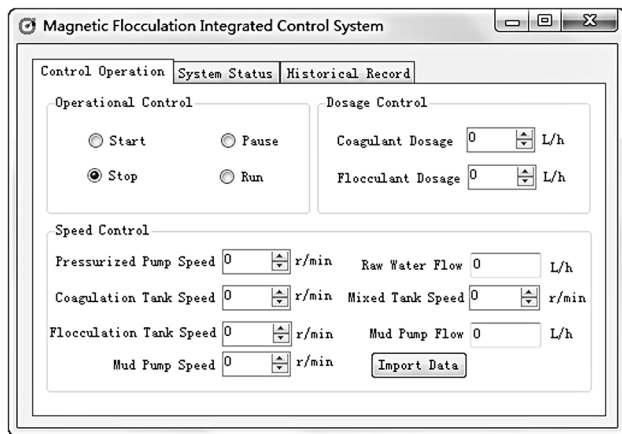 Magnetic Flocculation Integrated Control System
Control Operation System Status Historical Record
Operational Control Dosage Control
Start Pause Coagulant Dosage 0 L/h
Stop Run Flocculant Dosage 0 L/h
Speed Control
Pressurized Pump Speed 0 r/min Raw Water Flow 0 L/h
Coagulation Tank Speed 0 r/min Mixed Tank Speed 0 r/min
Flocculation Tank Speed 0 r/min Mud Pump Flow 0 L/h
Mud Pump Speed 0 r/min Import Data